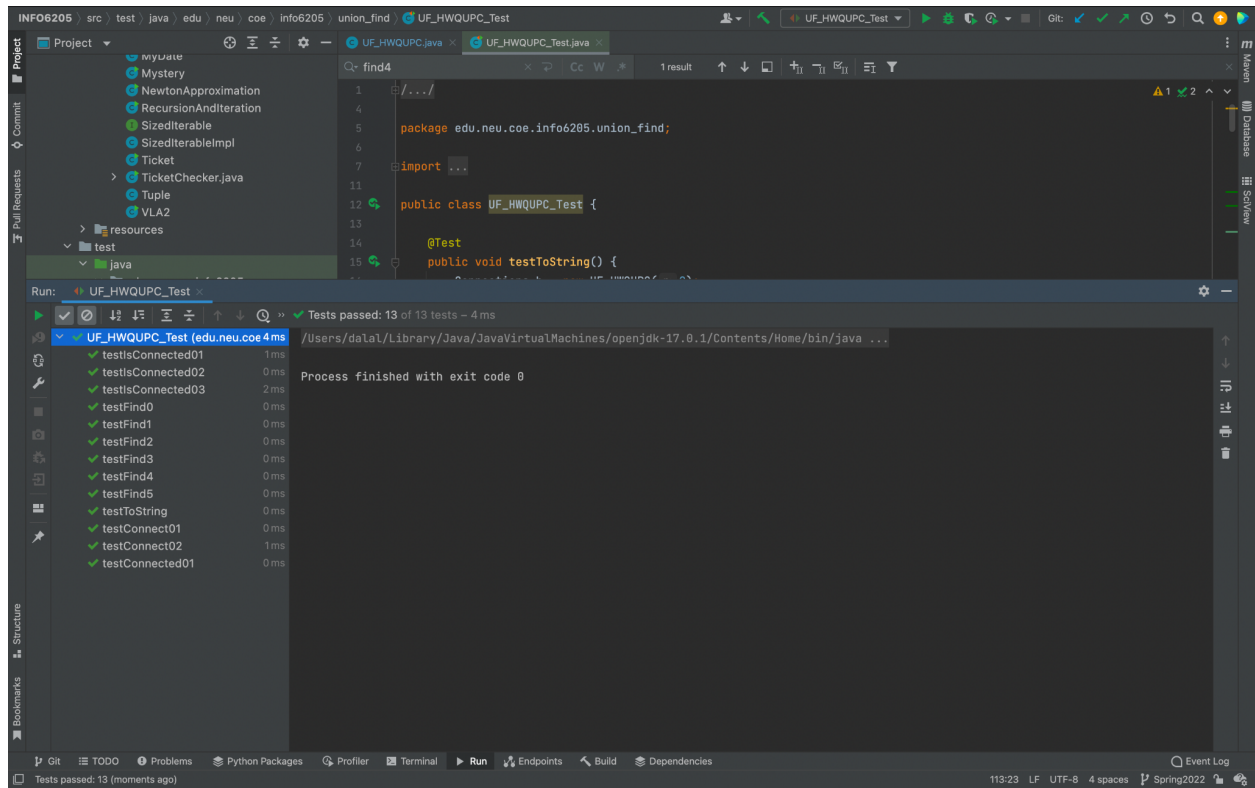 INFO6205 〉 src 〉 test 〉 java 〉 edu 〉 neu 〉 coe 〉 info6205 〉 union_find 〉 UF_HWQUPC_Test
UF_HWQUPC_Test
Git:
Project
UF_HWQUPC.java
UF_HWQUPC_Test.java
find4
Cc W .*
1 result
MyDate
Mystery
NewtonApproximation
RecursionAndIteration
SizedIterable
SizedIterableImpl
Ticket
TicketChecker.java
Tuple
VLA2
resources
test
java
1 /.../
4
5 package edu.neu.coe.info6205.union_find;
6
7 import ...
11
12 public class UF_HWQUPC_Test {
13
14 @Test
15 public void testToString() {
1 2
Project
Commit
Pull Requests
Structure
Bookmarks
m
Maven
Database
SciView
Run: UF_HWQUPC_Test
Tests passed: 13 of 13 tests – 4 ms
UF_HWQUPC_Test (edu.neu.coe 4 ms
testIsConnected01 1 ms
testIsConnected02 0 ms
testIsConnected03 2 ms
testFind0 0 ms
testFind1 0 ms
testFind2 0 ms
testFind3 0 ms
testFind4 0 ms
testFind5 0 ms
testToString 0 ms
testConnect01 0 ms
testConnect02 1 ms
testConnected01 0 ms
/Users/dalal/Library/Java/JavaVirtualMachines/openjdk-17.0.1/Contents/Home/bin/java ...
Process finished with exit code 0
Git TODO Problems Python Packages Profiler Terminal Run Endpoints Build Dependencies Event Log
Tests passed: 13 (moments ago) 113:23 LF UTF-8 4 spaces Spring2022